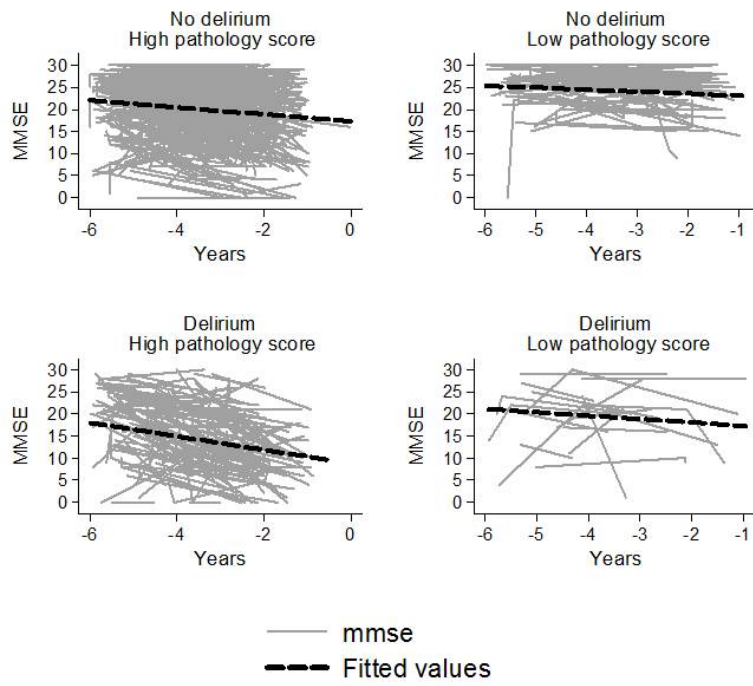 No delirium
High pathology score
MMSE
30
25
20
15
10
5
0
-6
-4
-2
0
Years
No delirium
Low pathology score
MMSE
30
25
20
15
10
5
0
-6
-5
-4
-3
-2
-1
Years
Delirium
High pathology score
MMSE
30
25
20
15
10
5
0
-6
-4
-2
0
Years
Delirium
Low pathology score
MMSE
30
25
20
15
10
5
0
-6
-5
-4
-3
-2
-1
Years
mmse
Fitted values